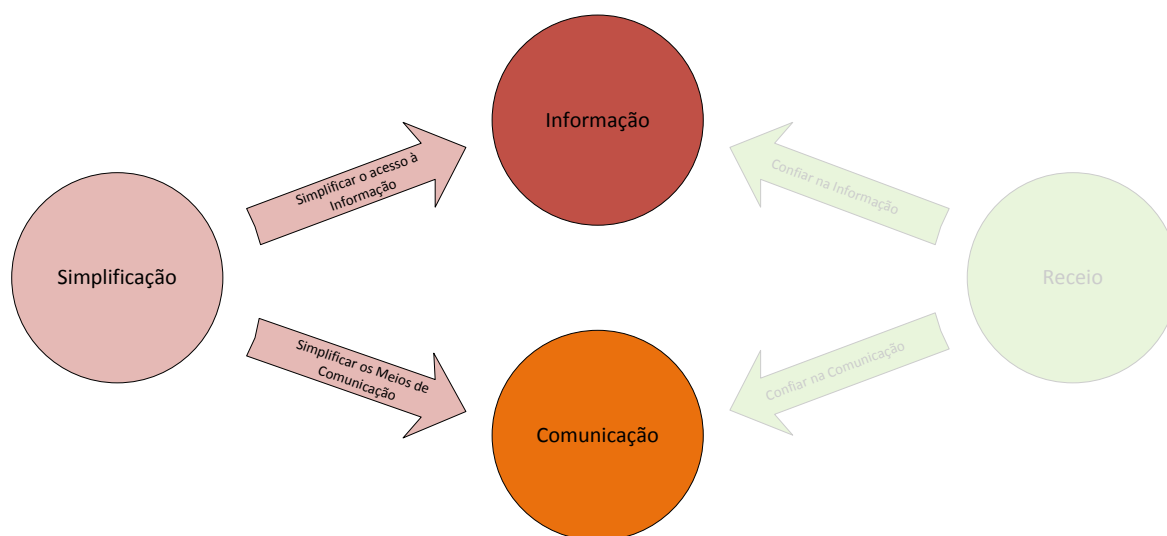 Informação
Simplificar o acesso à
Informação
Confiar na Informação
Simplificação
Receio
Simplificar os Meios de
Comunicação
Confiar na Comunicação
Comunicação